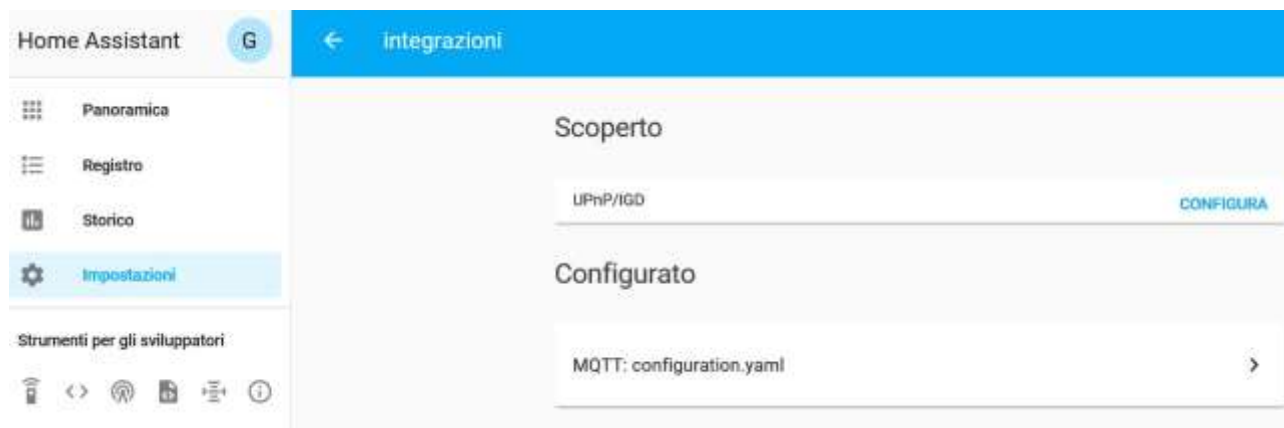 Home Assistant
G
integrazioni
Panoramica
Registro
Storico
Impostazioni
Strumenti per gli sviluppatori
Scoperto
UPnP/IGD
CONFIGURA
Configurato
MQTT: configuration.yaml